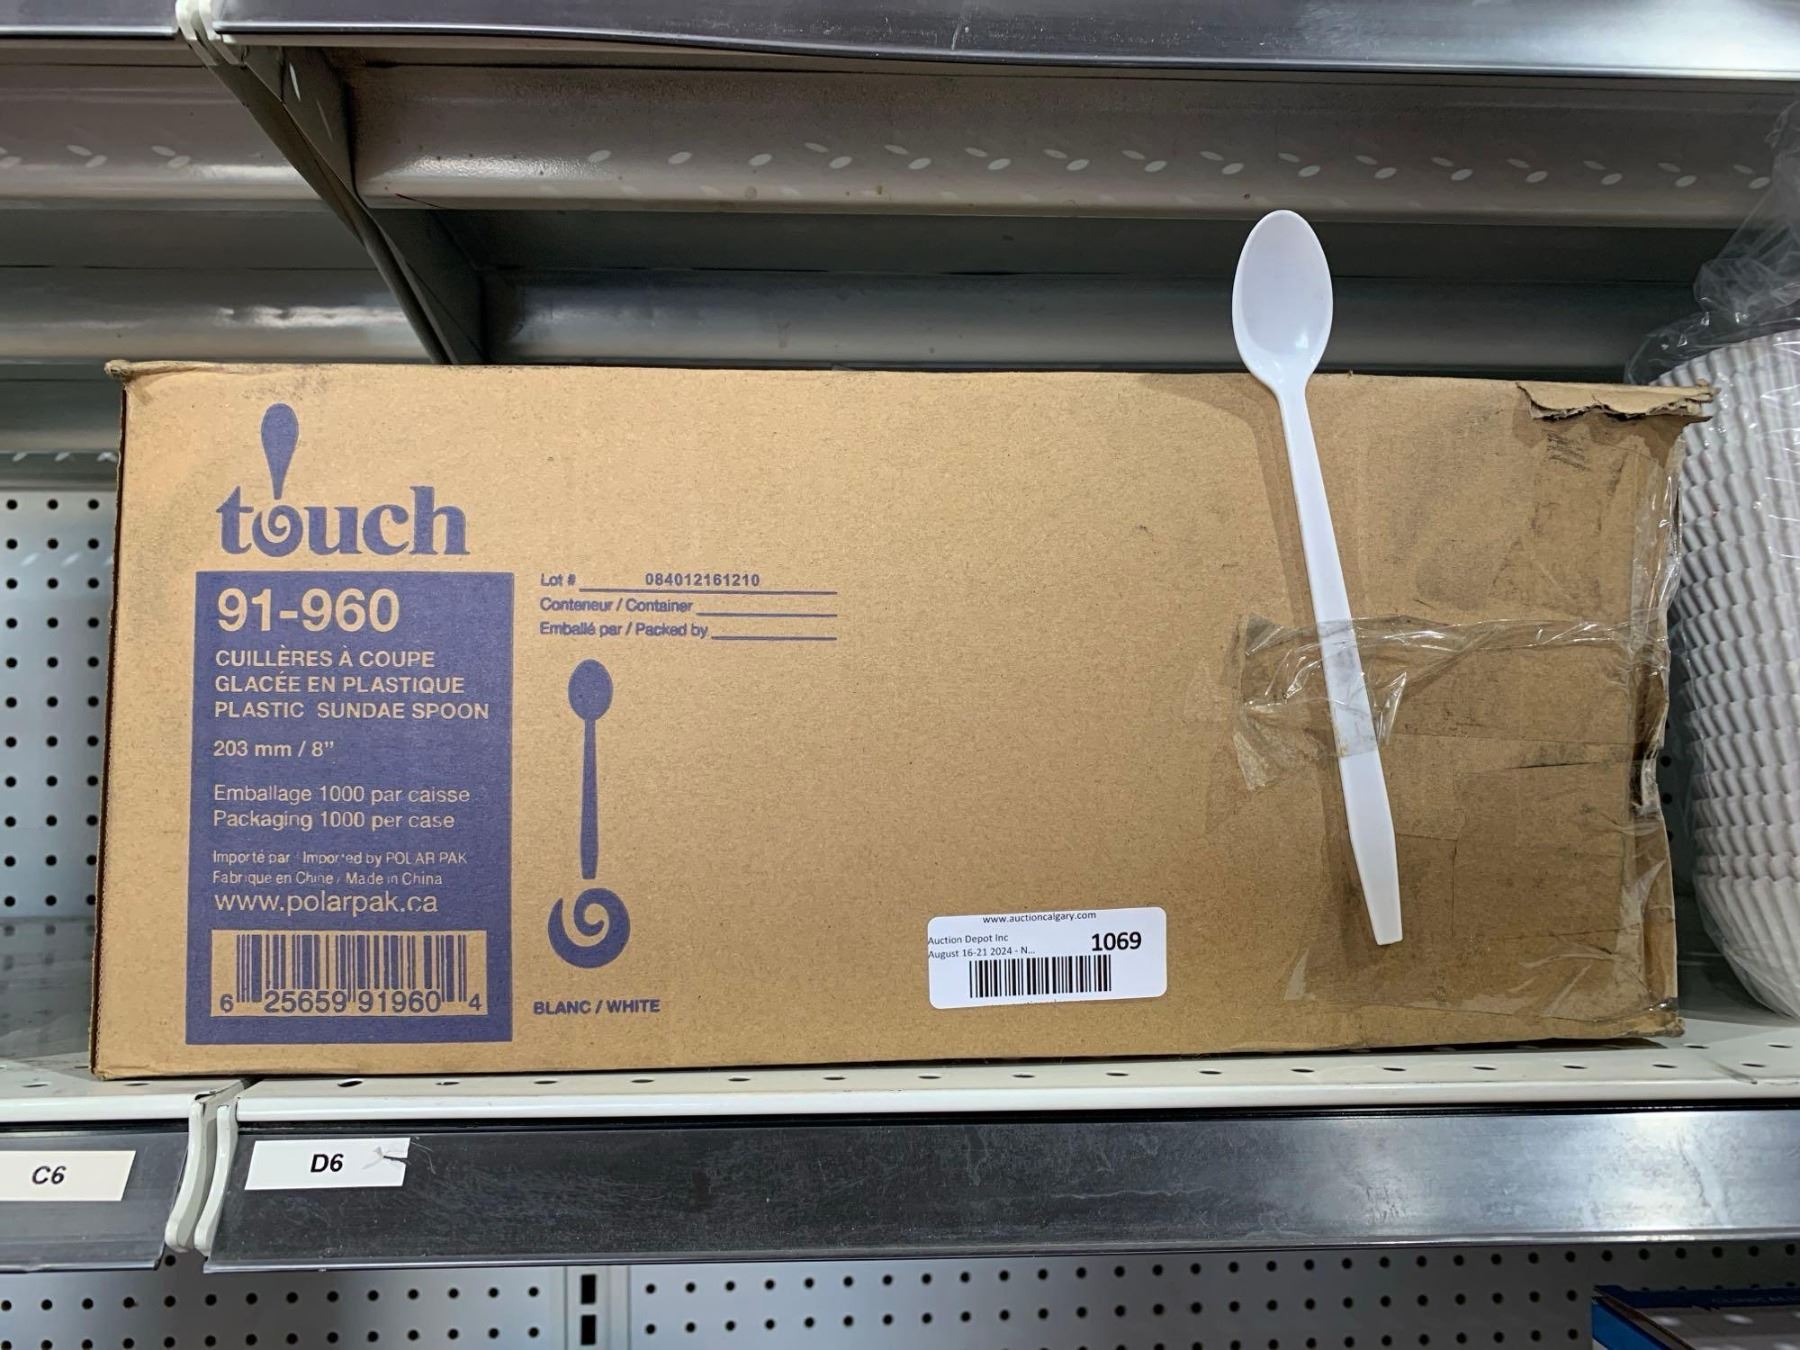 touch
91-960
CUILLÈRES À COUPE
GLACÉE EN PLASTIQUE
PLASTIC SUNDAE SPOON
203 mm / 8"
Emballage 1000 par caisse
Packaging 1000 per case
Importé par / Imported by POLAR PAK
Fabriqué en Chine / Made in China
www.polarpak.ca
6 25659 91960 4
Lot # 084012161210
Conteneur / Container
Emballé par / Packed by
BLANC / WHITE
www.auctioncalgary.com
Auction Depot Inc
1069
August 16-21 2024 - N...
C6
D6